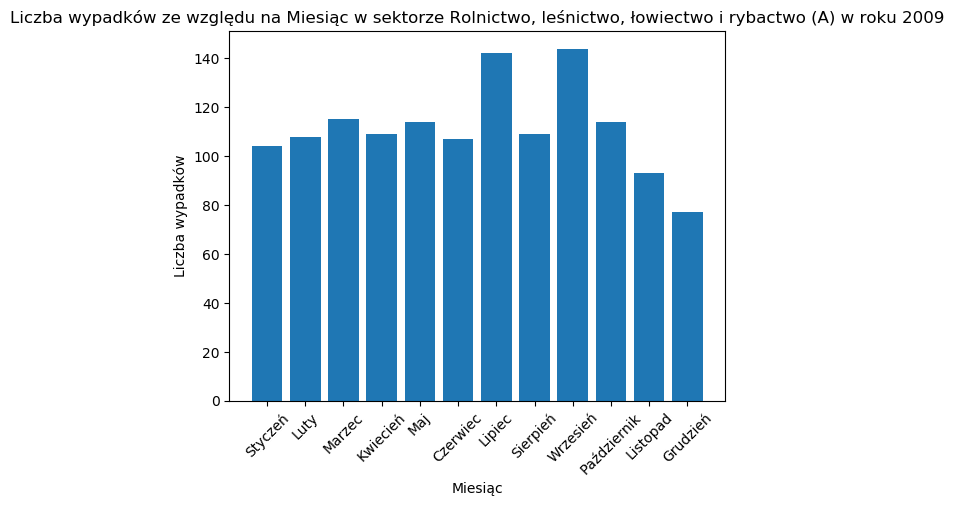 Liczba wypadków ze względu na Miesiąc w sektorze Rolnictwo, leśnictwo, łowiectwo i rybactwo (A) w roku 2009
Liczba wypadków
140
120
100
80
60
40
20
0
Styczeń
Luty
Marzec
Kwiecień
Maj
Czerwiec
Lipiec
Sierpień
Wrzesień
Październik
Listopad
Grudzień
Miesiąc